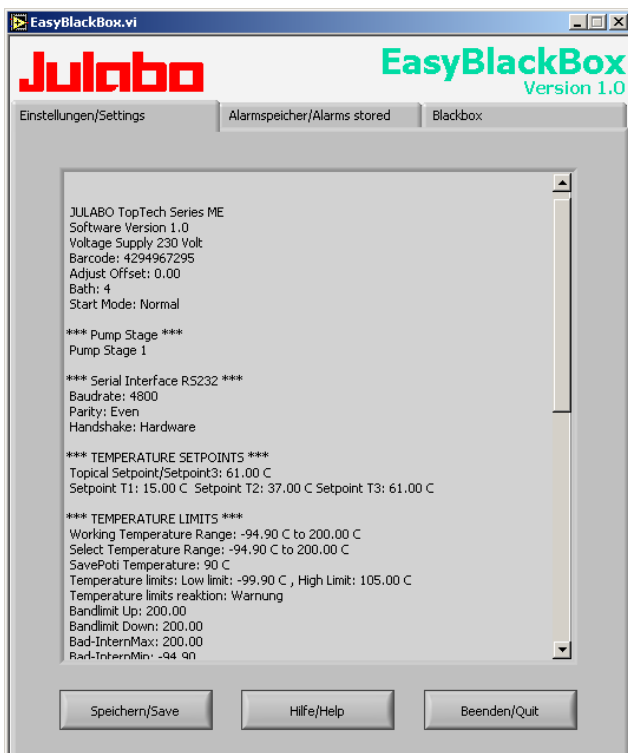 EasyBlackBox.vi
Julabo
EasyBlackBox
Version 1.0
Einstellungen/Settings
Alarmspeicher/Alarms stored
Blackbox
JULABO TopTech Series ME
Software Version 1.0
Voltage Supply 230 Volt
Barcode: 4294967295
Adjust Offset: 0.00
Bath: 4
Start Mode: Normal
*** Pump Stage ***
Pump Stage 1
*** Serial Interface RS232 ***
Baudrate: 4800
Parity: Even
Handshake: Hardware
*** TEMPERATURE SETPOINTS ***
Topical Setpoint/Setpoint3: 61.00 C
Setpoint T1: 15.00 C Setpoint T2: 37.00 C Setpoint T3: 61.00 C
*** TEMPERATURE LIMITS ***
Working Temperature Range: -94.90 C to 200.00 C
Select Temperature Range: -94.90 C to 200.00 C
SavePoti Temperature: 90 C
Temperature limits: Low limit: -99.90 C , High Limit: 105.00 C
Temperature limits reaktion: Warnung
Bandlimit Up: 200.00
Bandlimit Down: 200.00
Bad-InternMax: 200.00
Bad-InternMin: -94.90
Speichern/Save
Hilfe/Help
Beenden/Quit